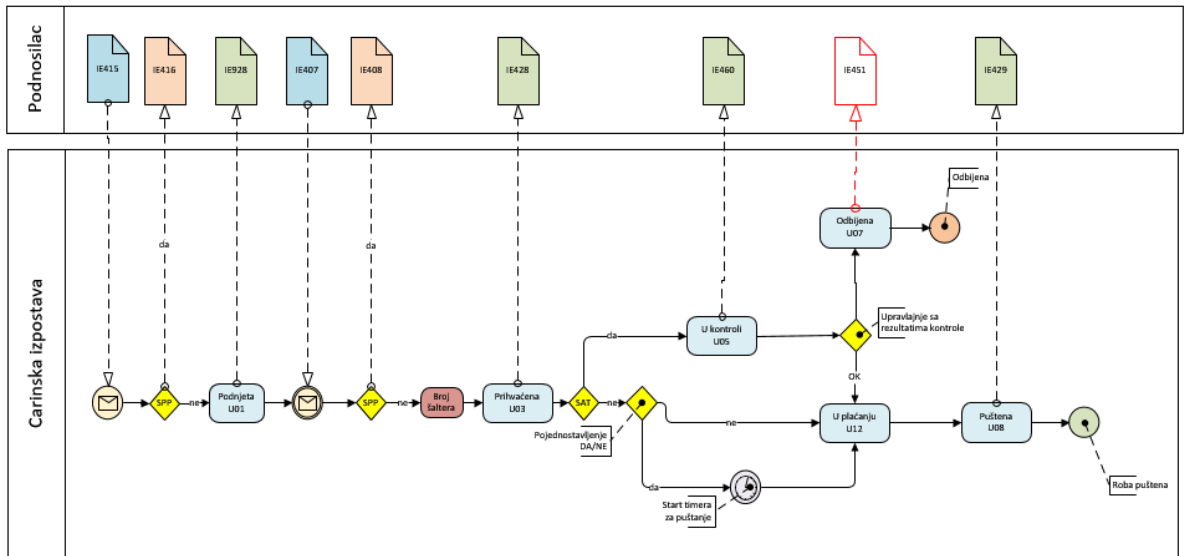 Podnosilac
IE415
IE416
IE928
IE407
IE408
IE428
IE460
IE451
IE429
Carinska izpostava
Odbijena
Odbijena
U07
da
da
Upravlajnje sa
rezultatima kontrole
U kontroli
U05
da
OK
SPP
ne
Podnjeta
U01
SPP
ne
Broj
šaltera
Prihvaćena
U03
SAT
ne
Pojednostavljenje
DA/NE
ne
U plaćanju
U12
Puštena
U08
da
Start timera
za puštanje
Roba puštena